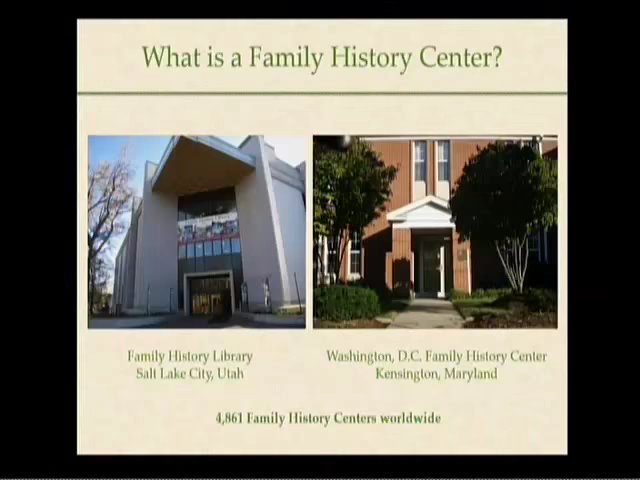 What is a Family History Center?
Family History Library
Salt Lake City, Utah
Washington, D.C. Family History Center
Kensington, Maryland
4,861 Family History Centers worldwide